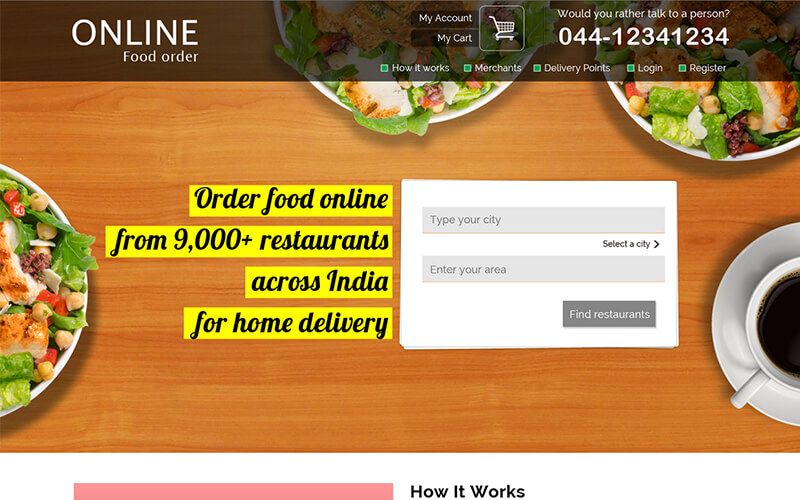 ONLINE
Food order
My Account
My Cart
Would you rather talk to a person?
044-12341234
How it works
Merchants
Delivery Points
Login
Register
Order food online
from 9,000+ restaurants
across India
for home delivery
Type your city
Select a city
Enter your area
Find restaurants
How It Works